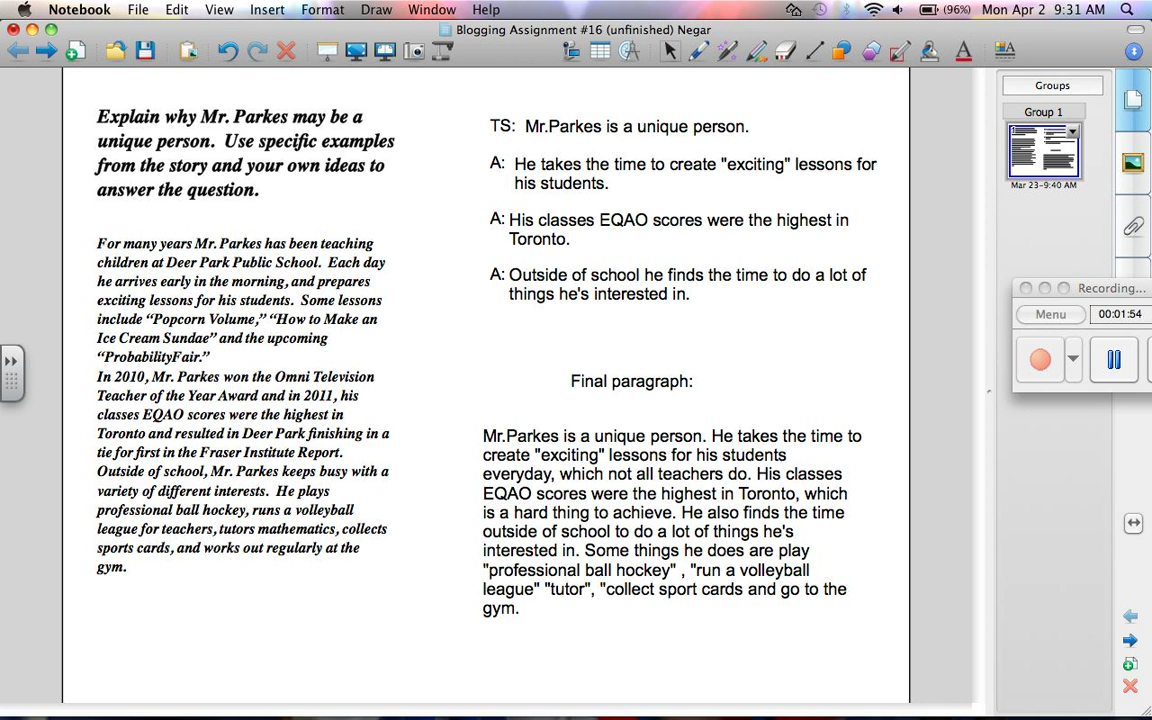 Notebook File Edit View Insert Format Draw Window Help (96%) Mon Apr 2 9:31 AM
Blogging Assignment #16 (unfinished) Negar
Explain why Mr. Parkes may be a
unique person. Use specific examples
from the story and your own ideas to
answer the question.
For many years Mr. Parkes has been teaching
children at Deer Park Public School. Each day
he arrives early in the morning, and prepares
exciting lessons for his students. Some lessons
include “Popcorn Volume,” “How to Make an
Ice Cream Sundae” and the upcoming
“ProbabilityFair.”
In 2010, Mr. Parkes won the Omni Television
Teacher of the Year Award and in 2011, his
classes EQAO scores were the highest in
Toronto and resulted in Deer Park finishing in a
tie for first in the Fraser Institute Report.
Outside of school, Mr. Parkes keeps busy with a
variety of different interests. He plays
professional ball hockey, runs a volleyball
league for teachers, tutors mathematics, collects
sports cards, and works out regularly at the
gym.
TS: Mr.Parkes is a unique person.
A: He takes the time to create "exciting" lessons for
his students.
A: His classes EQAO scores were the highest in
Toronto.
A: Outside of school he finds the time to do a lot of
things he's interested in.
Final paragraph:
Mr.Parkes is a unique person. He takes the time to
create "exciting" lessons for his students
everyday, which not all teachers do. His classes
EQAO scores were the highest in Toronto, which
is a hard thing to achieve. He also finds the time
outside of school to do a lot of things he's
interested in. Some things he does are play
"professional ball hockey" , "run a volleyball
league" "tutor", "collect sport cards and go to the
gym.
Groups
Group 1
Mar 23-9:40 AM
Recording...
Menu 00:01:54